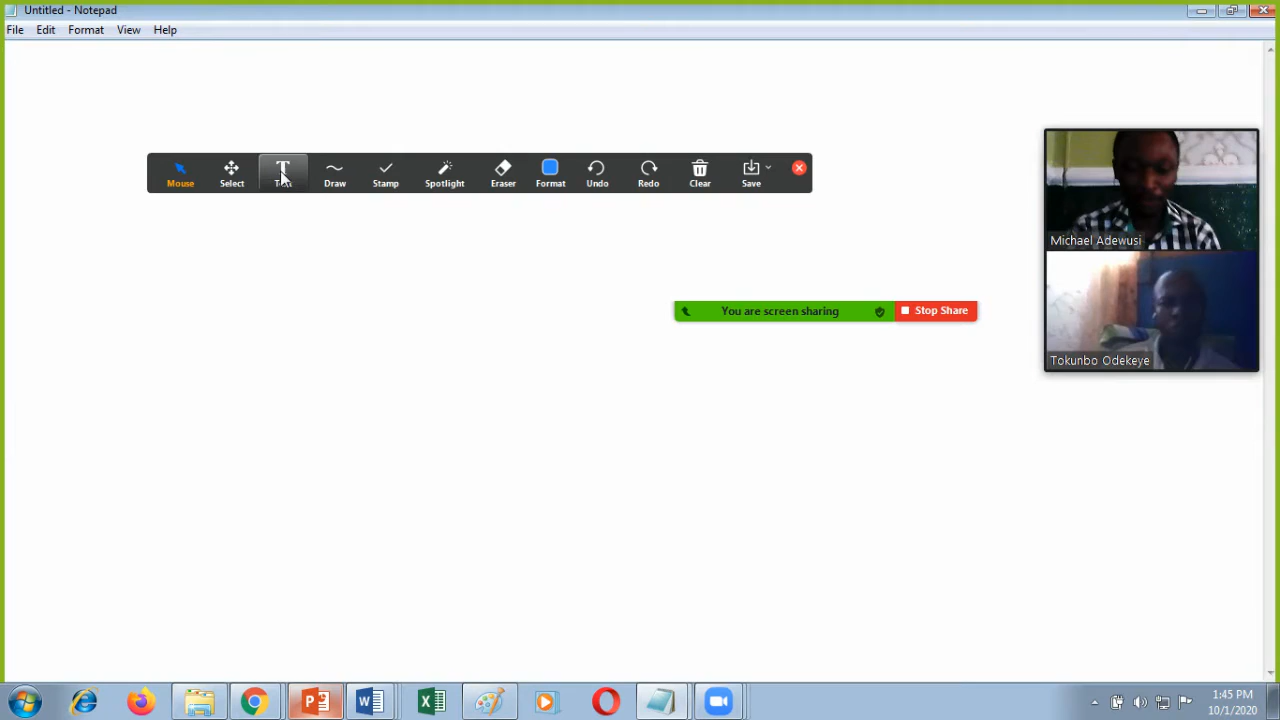 Untitled - Notepad
File Edit Format View Help
Mouse Select Text Draw Stamp Spotlight Eraser Format Undo Redo Clear Save
Michael Adewusi
You are screen sharing Stop Share
Tokunbo Odekeye
1:45 PM
10/1/2020